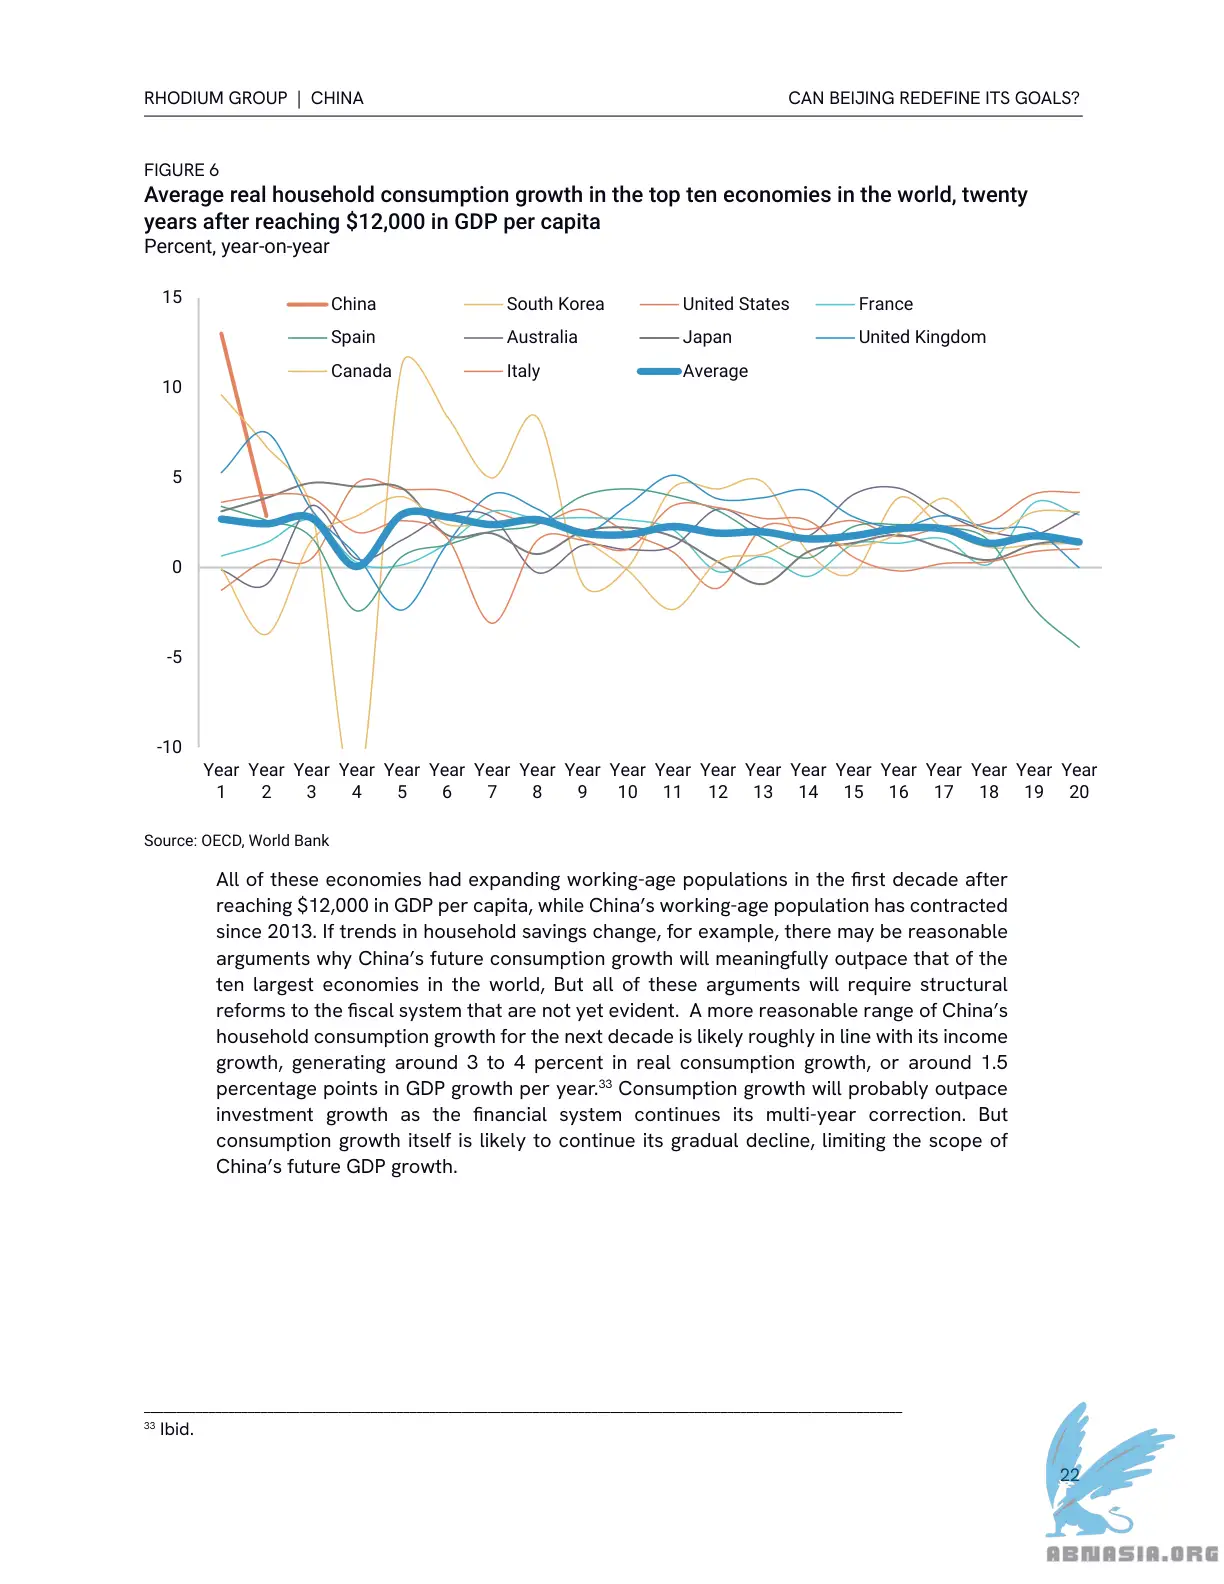 RHODIUM GROUP | CHINA
CAN BEIJING REDEFINE ITS GOALS?
FIGURE 6
Average real household consumption growth in the top ten economies in the world, twenty
years after reaching $12,000 in GDP per capita
Percent, year-on-year
15
10
5
0
-5
-10
China
South Korea
United States
France
Spain
Australia
Japan
United Kingdom
Canada
Italy
Average
Year Year Year Year Year Year Year Year Year Year Year Year Year Year Year Year Year Year Year Year
1 2 3 4 5 6 7 8 9 10 11 12 13 14 15 16 17 18 19 20
Source: OECD, World Bank
All of these economies had expanding working-age populations in the first decade after
reaching $12,000 in GDP per capita, while China’s working-age population has contracted
since 2013. If trends in household savings change, for example, there may be reasonable
arguments why China’s future consumption growth will meaningfully outpace that of the
ten largest economies in the world, But all of these arguments will require structural
reforms to the fiscal system that are not yet evident. A more reasonable range of China’s
household consumption growth for the next decade is likely roughly in line with its income
growth, generating around 3 to 4 percent in real consumption growth, or around 1.5
percentage points in GDP growth per year.³³ Consumption growth will probably outpace
investment growth as the financial system continues its multi-year correction. But
consumption growth itself is likely to continue its gradual decline, limiting the scope of
China’s future GDP growth.
³³ Ibid.
22
ABNASIA.ORG